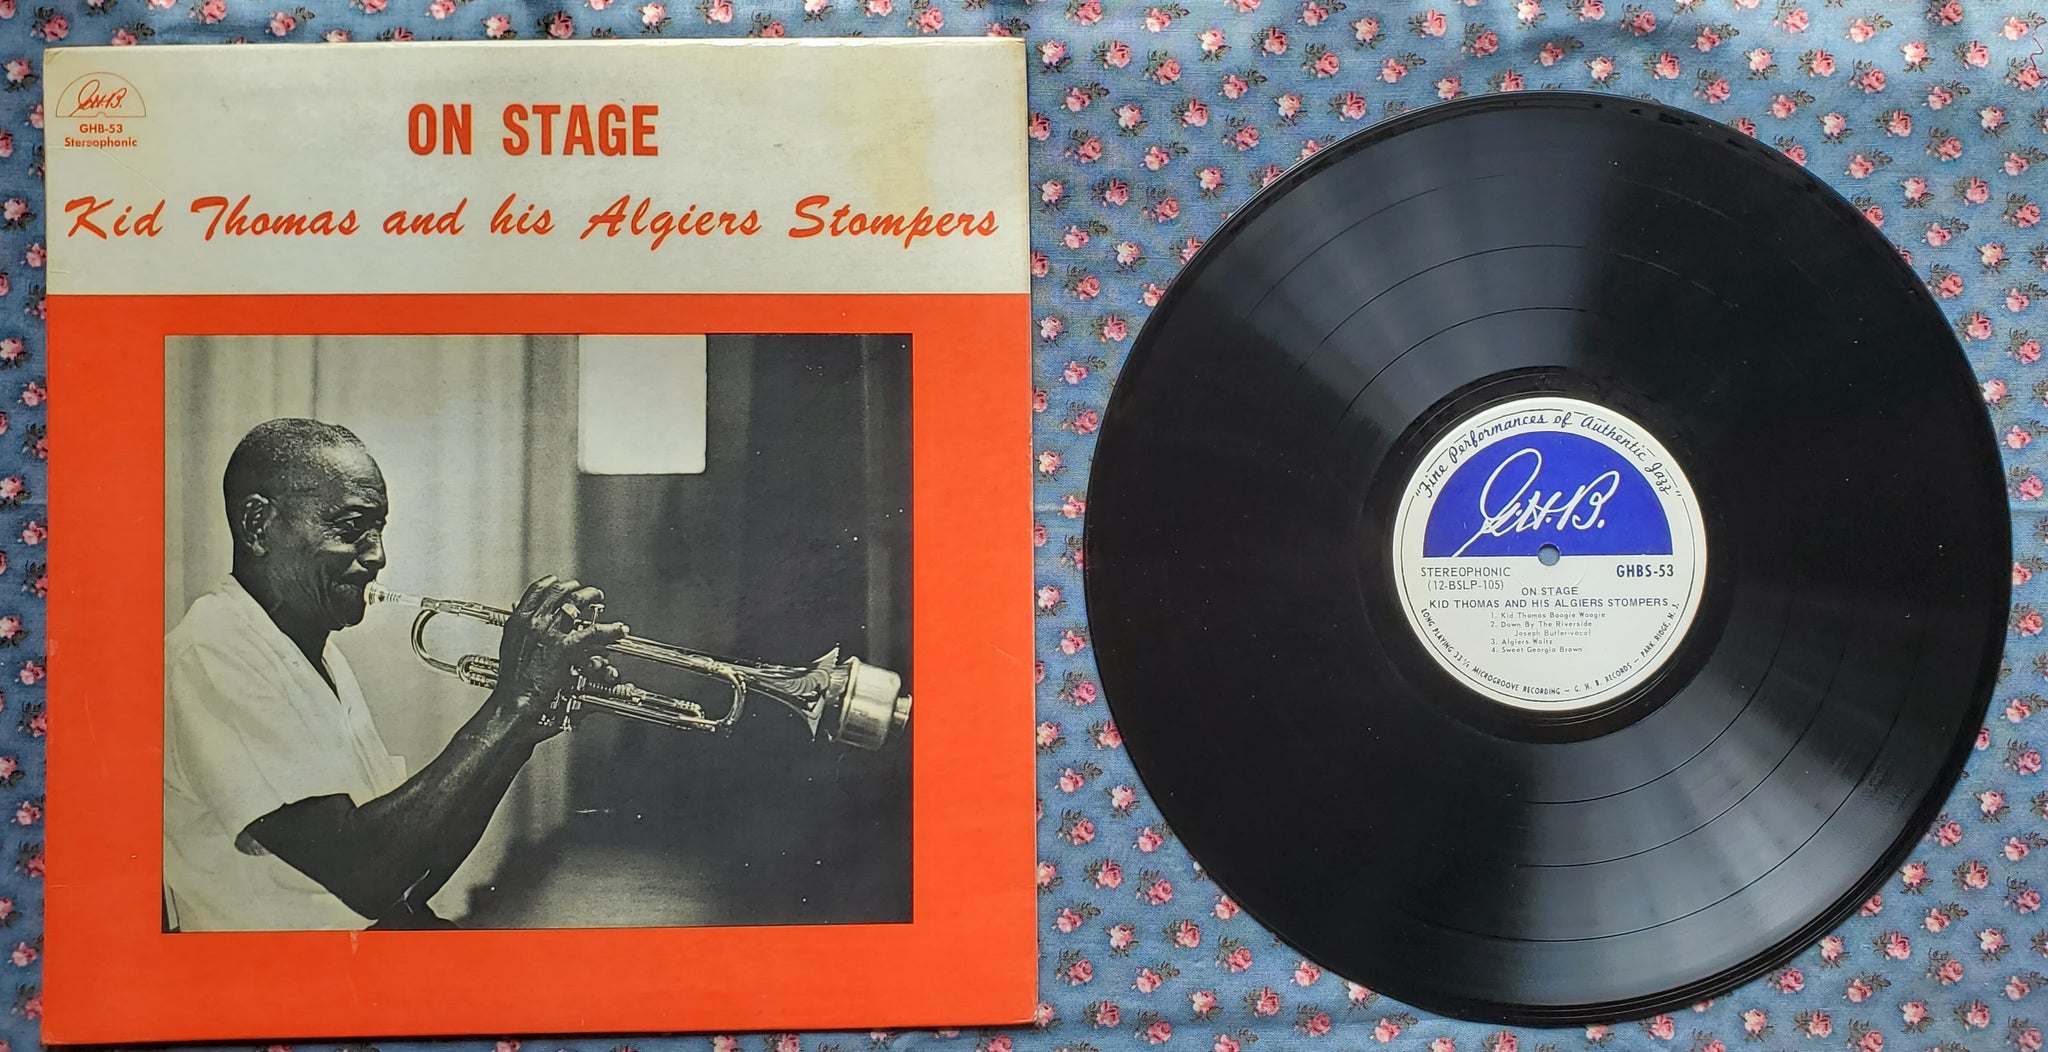 G.H.B.
GHB-53
Stereophonic
ON STAGE
Kid Thomas and his Algiers Stompers
"Fine Performances of Authentic Jazz"
G.H.B.
STEREOPHONIC
GHBS-53
(12-BSLP-105)
ON STAGE
KID THOMAS AND HIS ALGIERS STOMPERS
1. Kid Thomas Boogie Woogie
2. Down By The Riverside
Joseph Butler-vocal
3. Algiers Waltz
4. Sweet Georgia Brown
LONG PLAYING 33⅓ MICROGROOVE RECORDING — G. H. B. RECORDS — PARK RIDGE, N. J.